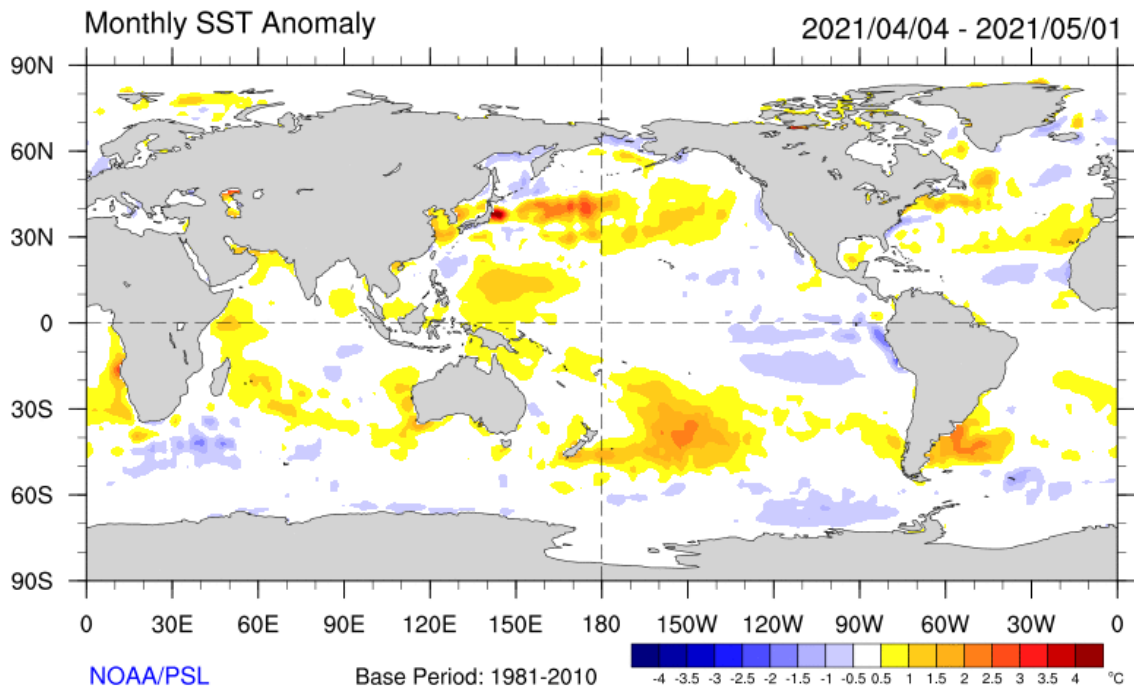 Monthly SST Anomaly 2021/04/04 - 2021/05/01
90N
60N
30N
0
30S
60S
90S
0 30E 60E 90E 120E 150E 180 150W 120W 90W 60W 30W 0
NOAA/PSL Base Period: 1981-2010
-4 -3.5 -3 -2.5 -2 -1.5 -1 -0.5 0.5 1 1.5 2 2.5 3 3.5 4 °C